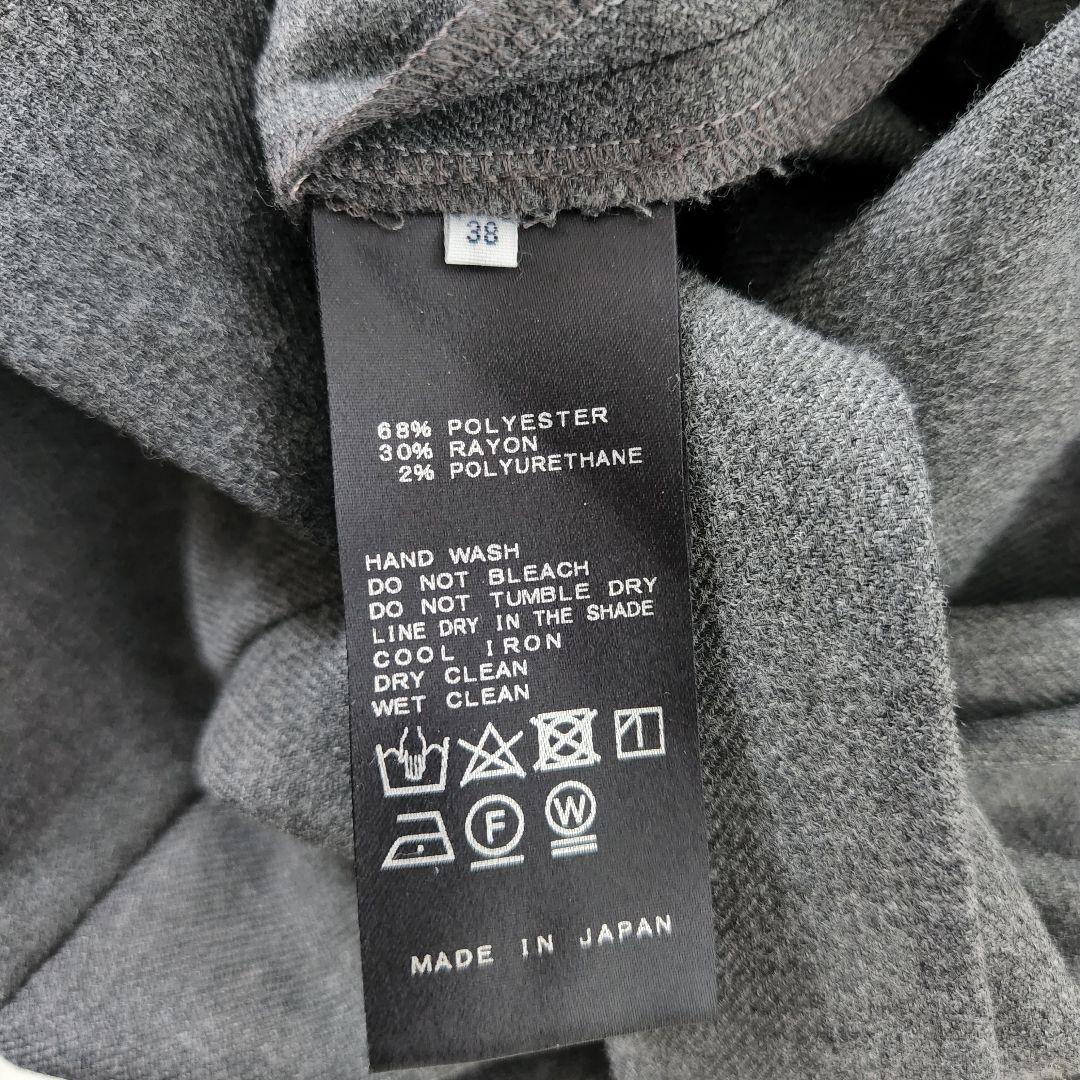 38
68% POLYESTER
30% RAYON
2% POLYURETHANE
HAND WASH
DO NOT BLEACH
DO NOT TUMBLE DRY
LINE DRY IN THE SHADE
COOL IRON
DRY CLEAN
WET CLEAN
F W
MADE IN JAPAN